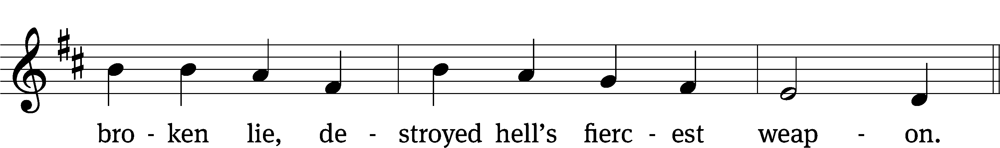 bro - ken lie, de - stroyed hell’s fierc - est weap - on.